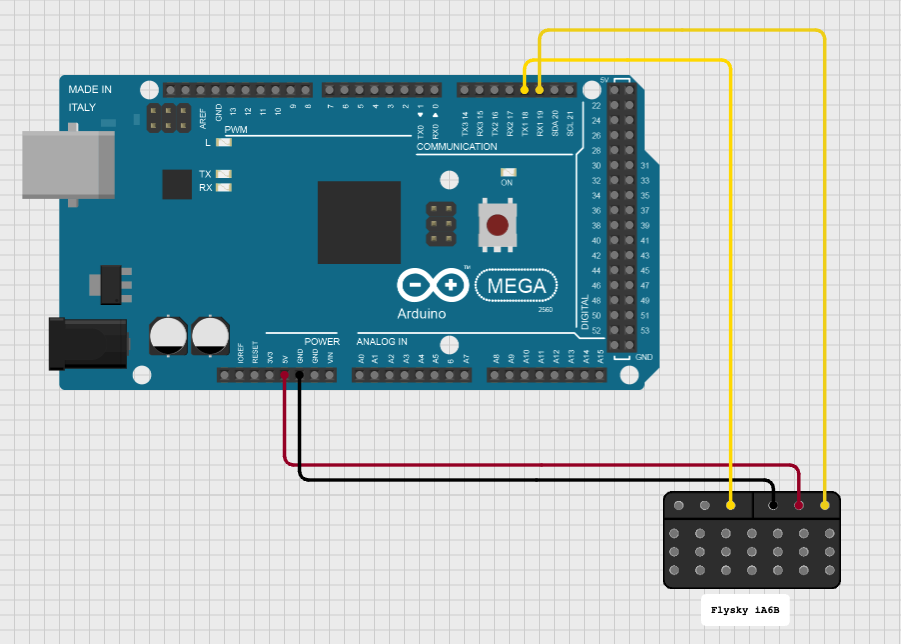 MADE IN
ITALY
AREF
GND
13
12
11
10
9
8
7
6
5
4
3
2
TX0 ◀ 1
RX0 ▶ 0
TX3 14
RX3 15
TX2 16
RX2 17
TX1 18
RX1 19
SDA 20
SCL 21
5V
PWM
COMMUNICATION
L
TX
RX
ON
22
24
26
28
30 31
32 33
34 35
36 37
38 39
40 41
42 43
44 45
46 47
48 49
50 51
52 53
GND
DIGITAL
MEGA
TM
2560
Arduino
POWER
ANALOG IN
IOREF
RESET
3V3
5V
GND
GND
VIN
A0
A1
A2
A3
A4
A5
6
A7
A8
A9
A10
A11
A12
A13
A14
A15
Flysky iA6B